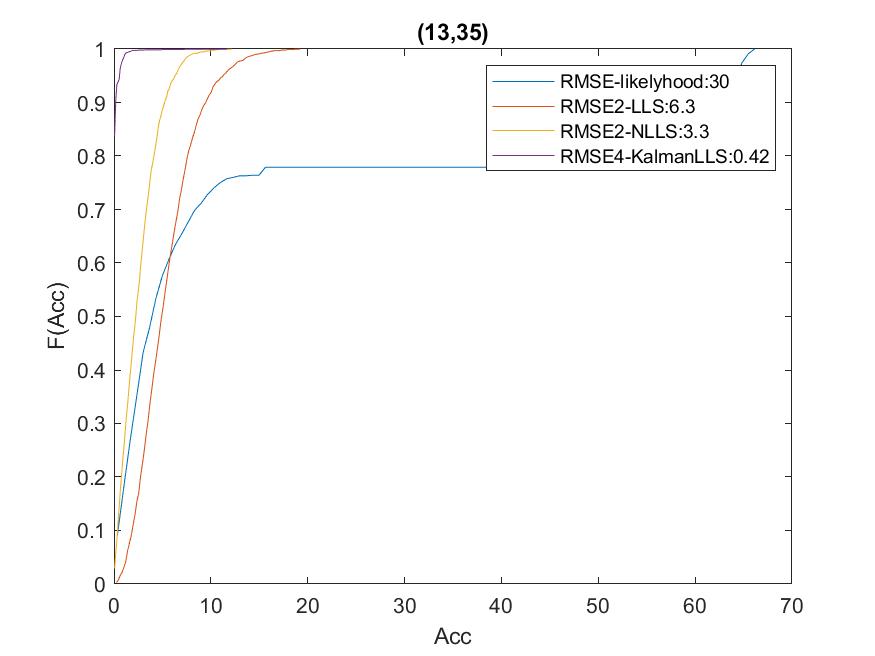 (13,35)
1
0.9
0.8
0.7
0.6
0.5
0.4
0.3
0.2
0.1
0
F(Acc)
RMSE-likelyhood:30
RMSE2-LLS:6.3
RMSE2-NLLS:3.3
RMSE4-KalmanLLS:0.42
0 10 20 30 40 50 60 70
Acc